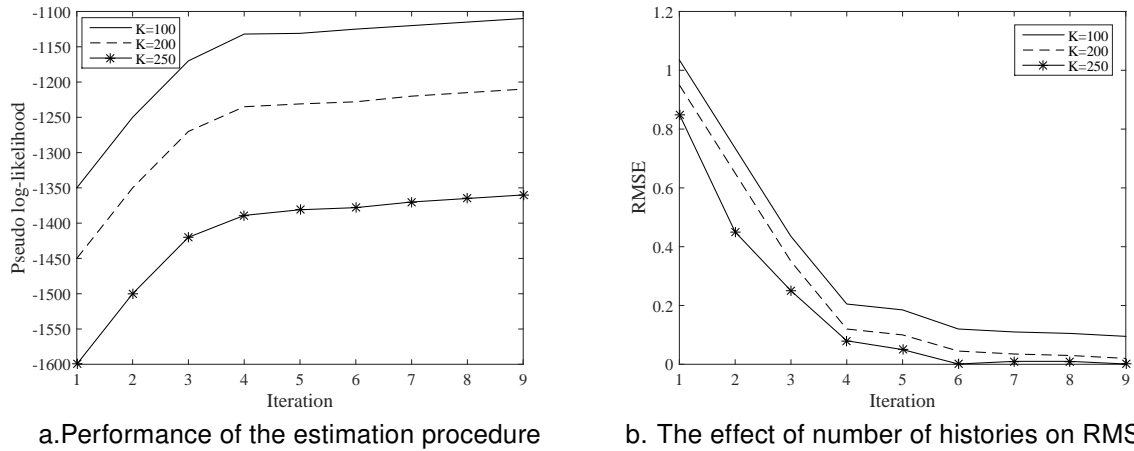 -1100
-1150
-1200
-1250
-1300
-1350
-1400
-1450
-1500
-1550
-1600
Pseudo log-likelihood
K=100
K=200
K=250
1 2 3 4 5 6 7 8 9
Iteration
a.Performance of the estimation procedure
1.2
1
0.8
0.6
0.4
0.2
0
RMSE
K=100
K=200
K=250
1 2 3 4 5 6 7 8 9
Iteration
b. The effect of number of histories on RMS